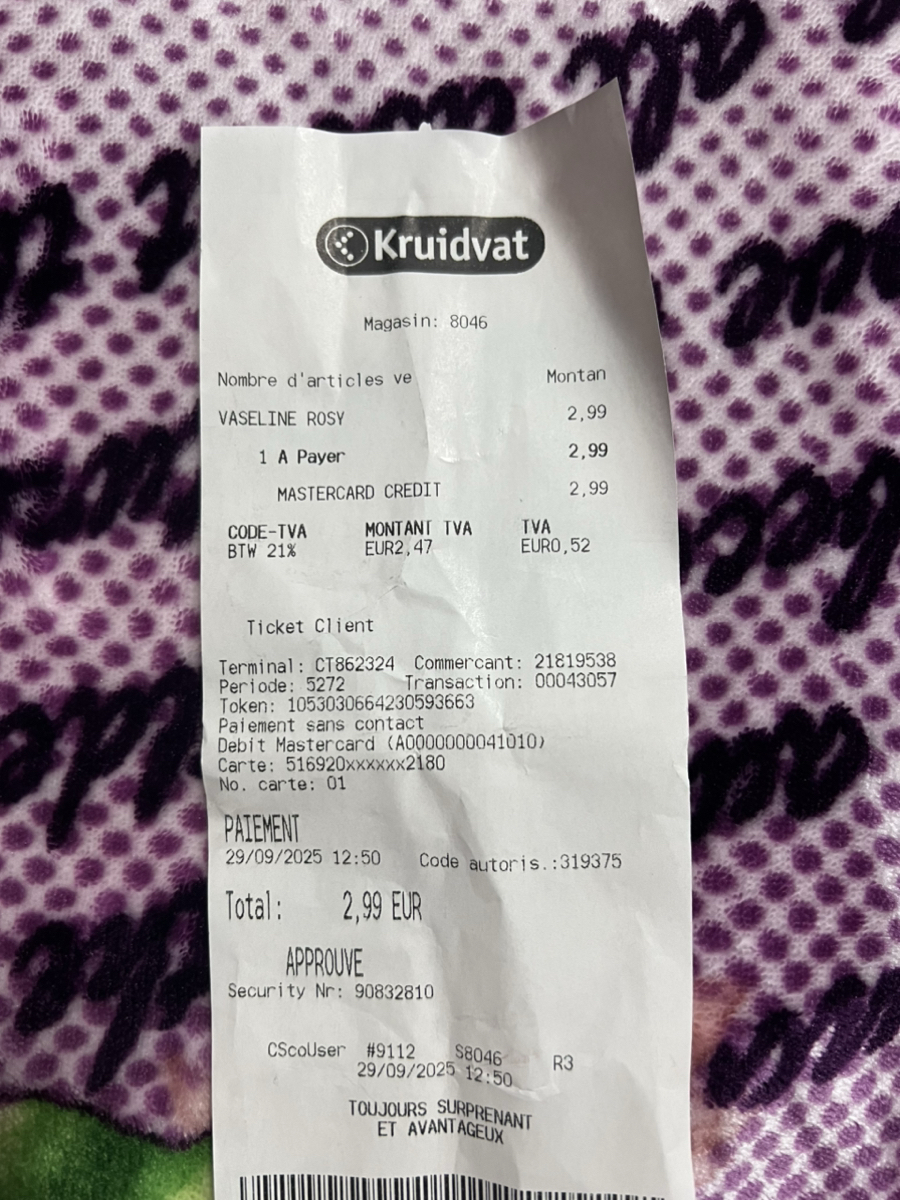 Kruidvat
Magasin: 8046
Nombre d'articles ve Montan
VASELINE ROSY 2,99
1 A Payer 2,99
MASTERCARD CREDIT 2,99
CODE-TVA MONTANT TVA TVA
BTW 21% EUR2,47 EUR0,52
Ticket Client
Terminal: CT862324 Commercant: 21819538
Periode: 5272 Transaction: 00043057
Token: 1053030664230593663
Paiement sans contact
Debit Mastercard (A0000000041010)
Carte: 516920xxxxxx2180
No. carte: 01
PAIEMENT
29/09/2025 12:50 Code autoris.:319375
Total: 2,99 EUR
APPROUVE
Security Nr: 90832810
CScoUser #9112 S8046 R3
29/09/2025 12:50
TOUJOURS SURPRENANT
ET AVANTAGEUX